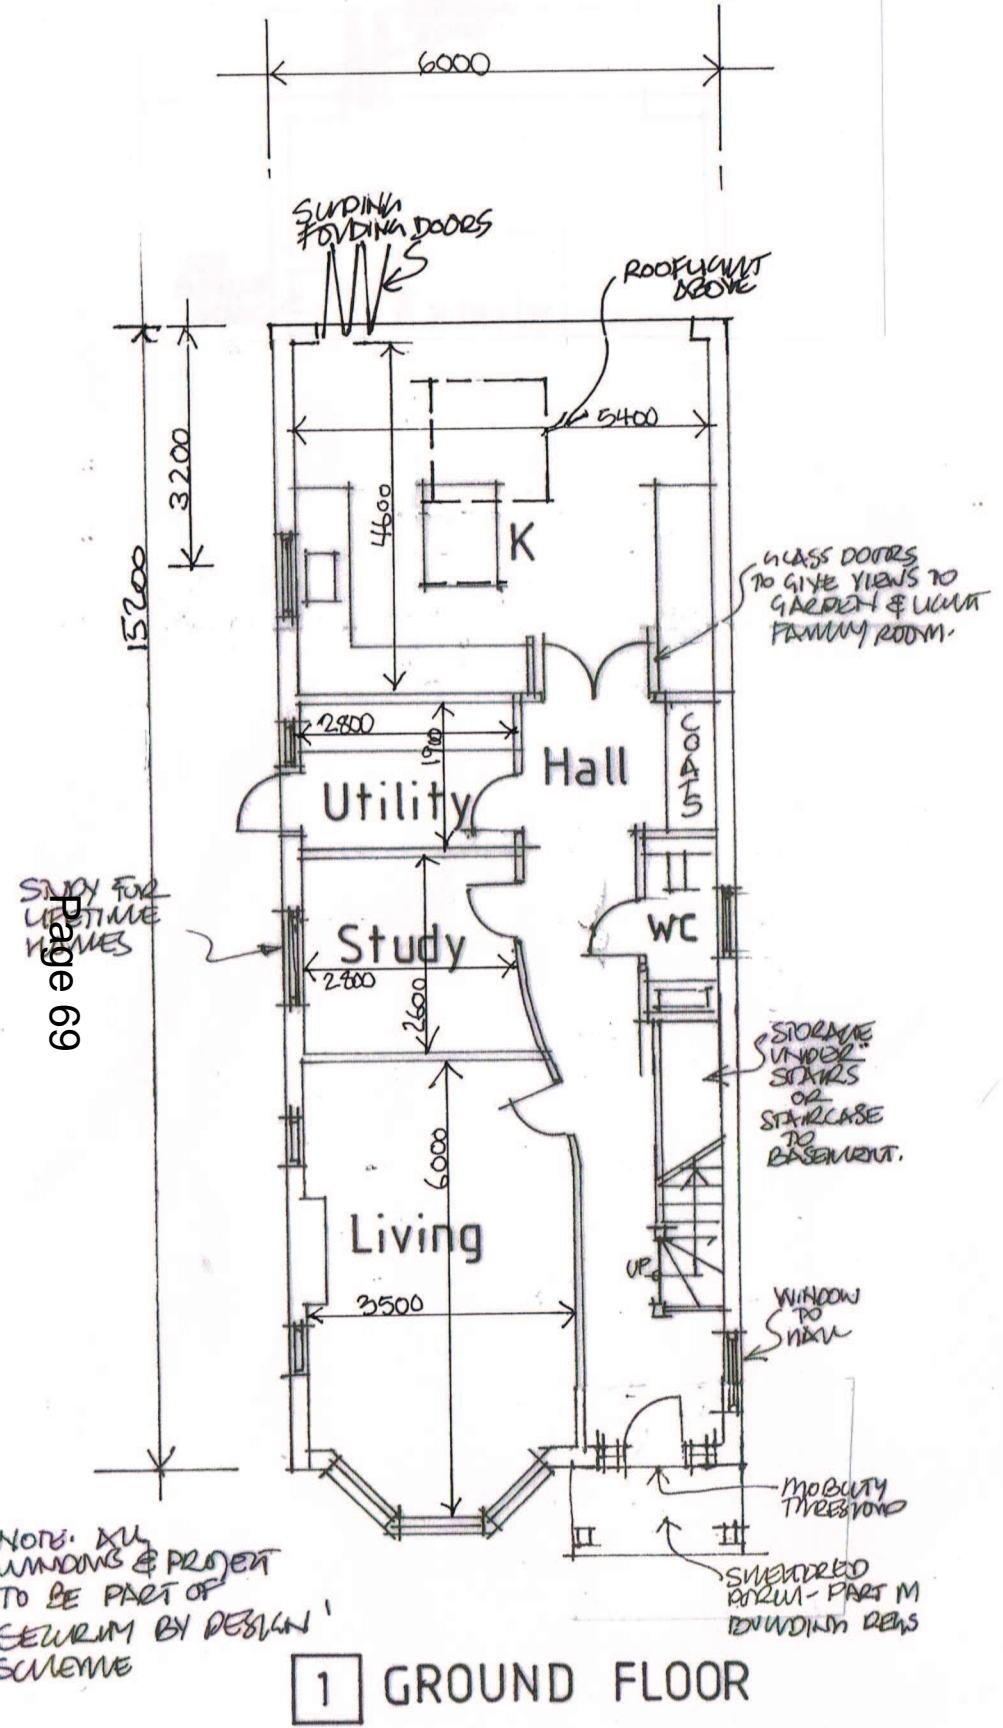 6000
SLIDING
FOLDING DOORS
ROOFLIGHT
ABOVE
5400
3200
4600
K
15200
GLASS DOORS
TO GIVE VIEWS TO
GARDEN & LIGHT
FAMILY ROOM.
2800
1900
COATS
Hall
Utility
STUDY FOR
LIFETIME
HOMES
Page 69
Study
WC
2800
2600
STORAGE
UNDER
STAIRS
OR
STAIRCASE
TO
BASEMENT.
6000
Living
UP
3500
WINDOW
TO
HALL
MOBILITY
THRESHOLD
NOTE. ALL
WINDOWS & PROJECT
TO BE PART OF
SECURITY BY DESIGN'
SCHEME
SHELTERED
PORCH - PART M
BUILDING REGS
1 GROUND FLOOR